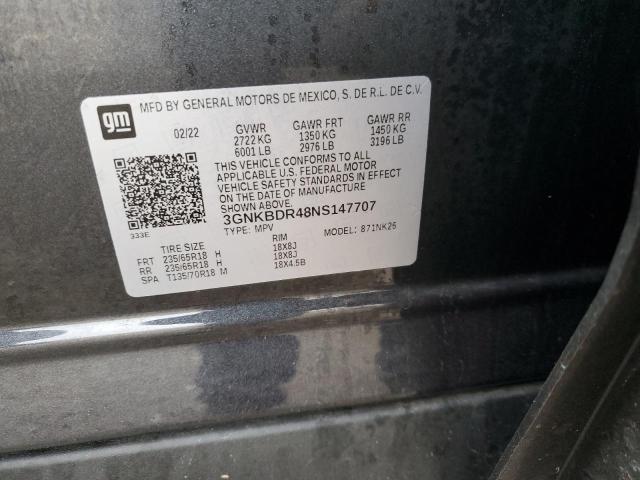 gm
MFD BY GENERAL MOTORS DE MEXICO, S. DE R.L. DE C.V.
02/22 GVWR GAWR FRT GAWR RR
2722 KG 1350 KG 1450 KG
6001 LB 2976 LB 3196 LB
THIS VEHICLE CONFORMS TO ALL
APPLICABLE U.S. FEDERAL MOTOR
VEHICLE SAFETY STANDARDS IN EFFECT
ON THE DATE OF MANUFACTURE
SHOWN ABOVE.
333E 3GNKBDR48NS147707
TYPE: MPV MODEL: 871NK26
TIRE SIZE RIM
FRT 235/65R18 H 18X8J
RR 235/65R18 H 18X8J
SPA T135/70R18 M 18X4.5B